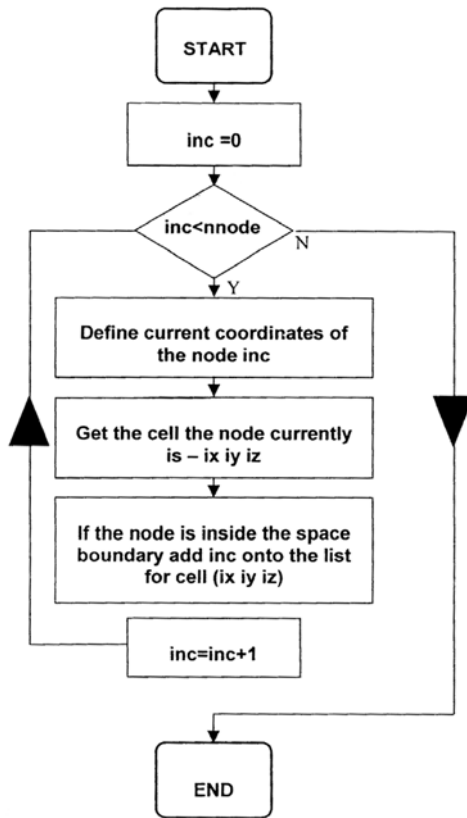 START
inc =0
inc<nnode
N
Y
Define current coordinates of
the node inc
Get the cell the node currently
is – ix iy iz
If the node is inside the space
boundary add inc onto the list
for cell (ix iy iz)
inc=inc+1
END